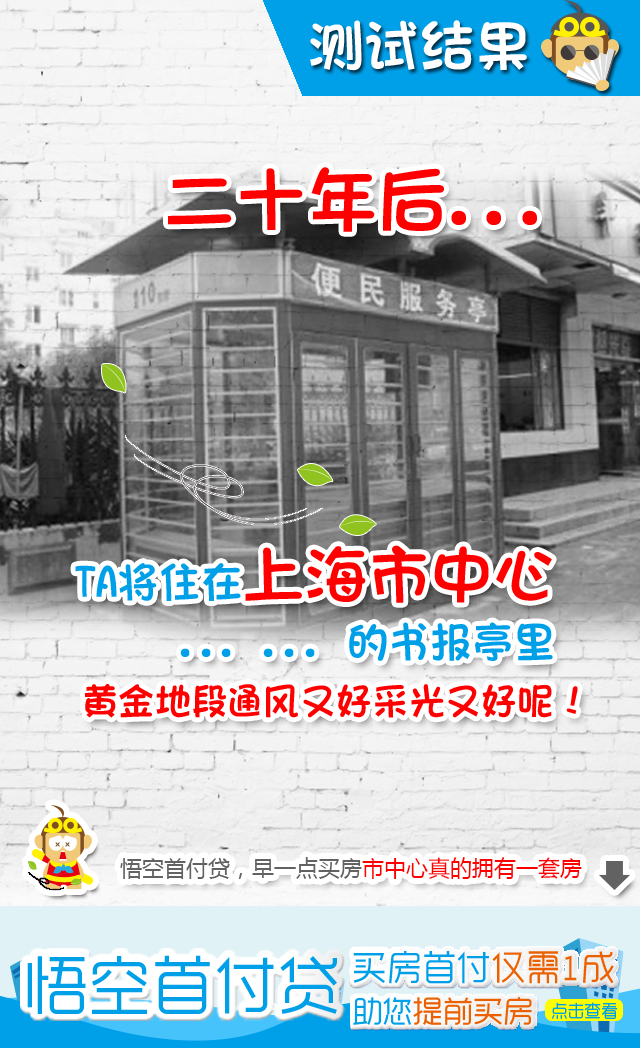 测试结果
二十年后...
110
便民服务亭
TA将住在上海市中心
... ... 的书报亭里
黄金地段通风又好采光又好呢！
悟空首付贷，早一点买房市中心真的拥有一套房
悟空首付贷
买房首付仅需1成
助您提前买房
点击查看